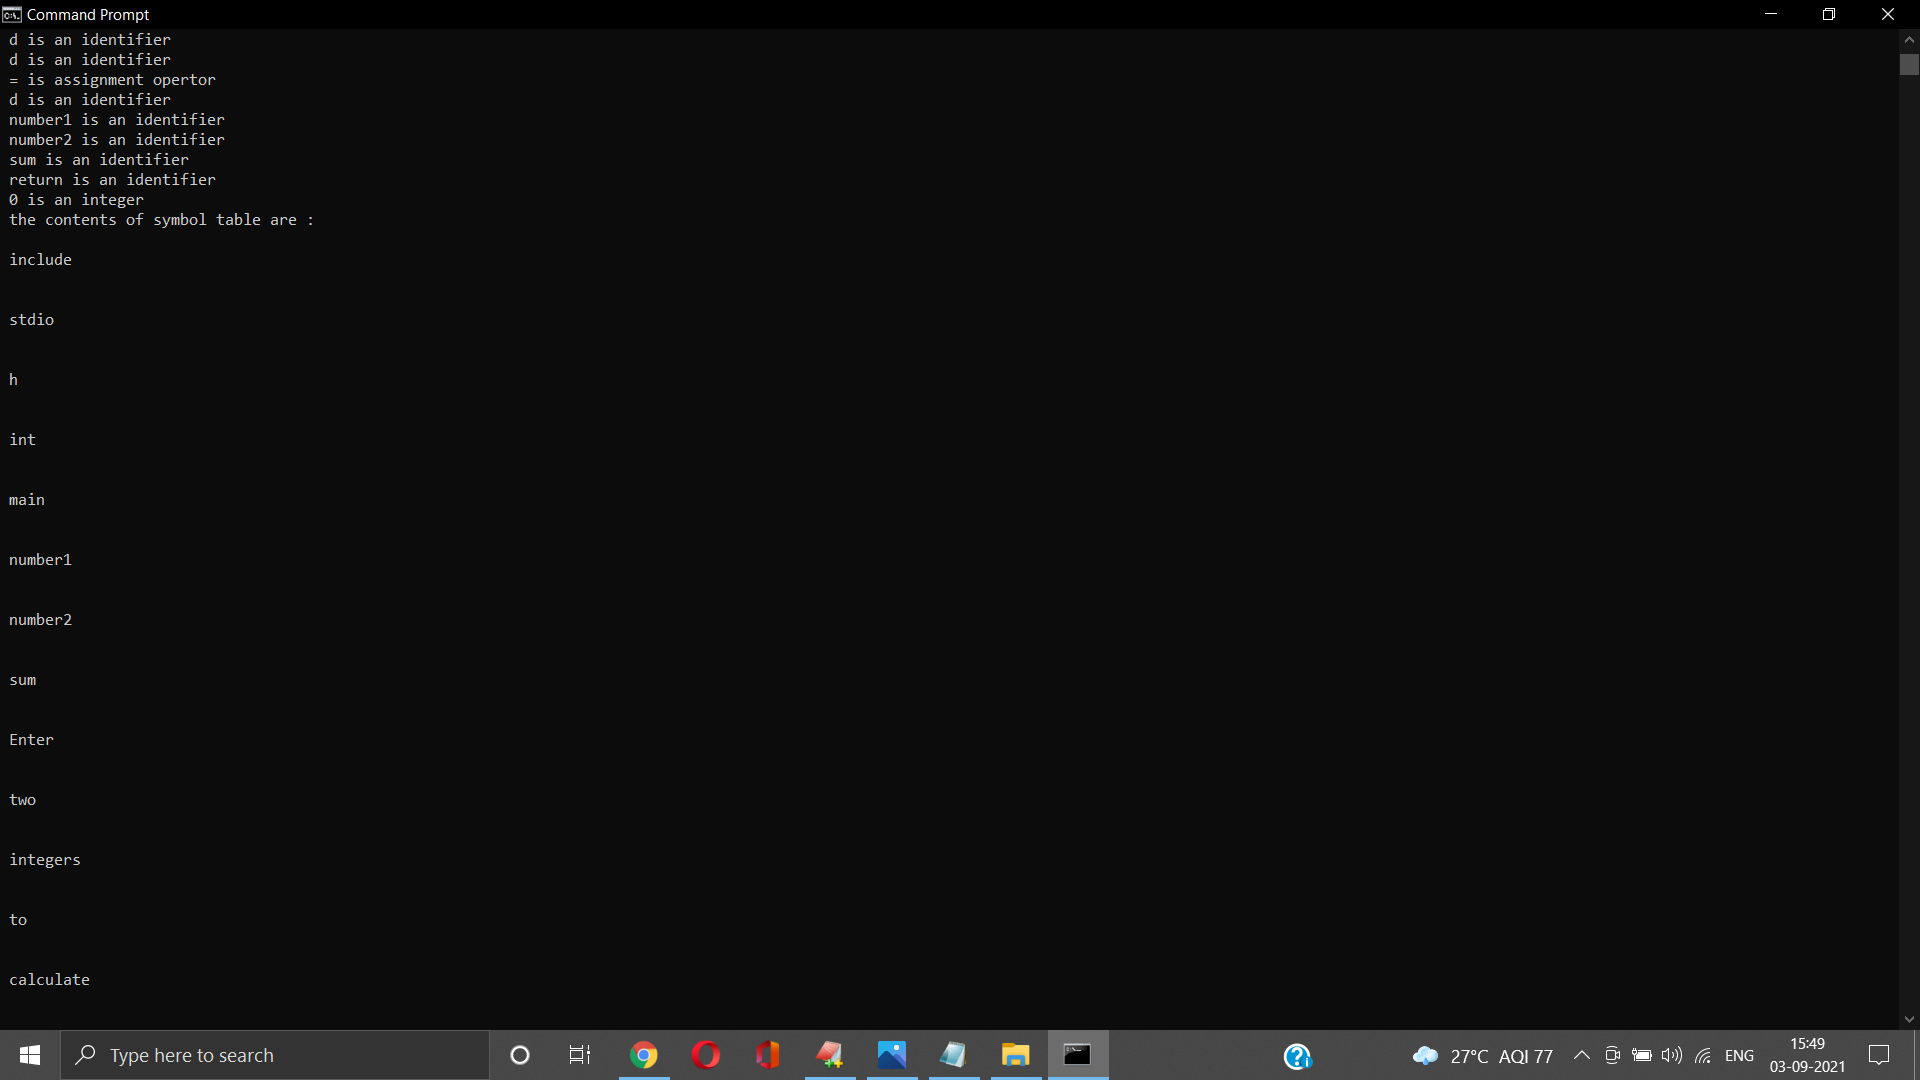 Command Prompt
d is an identifier
d is an identifier
= is assignment opertor
d is an identifier
number1 is an identifier
number2 is an identifier
sum is an identifier
return is an identifier
0 is an integer
the contents of symbol table are :
include
stdio
h
int
main
number1
number2
sum
Enter
two
integers
to
calculate
Type here to search
27°C AQI 77
ENG
15:49
03-09-2021